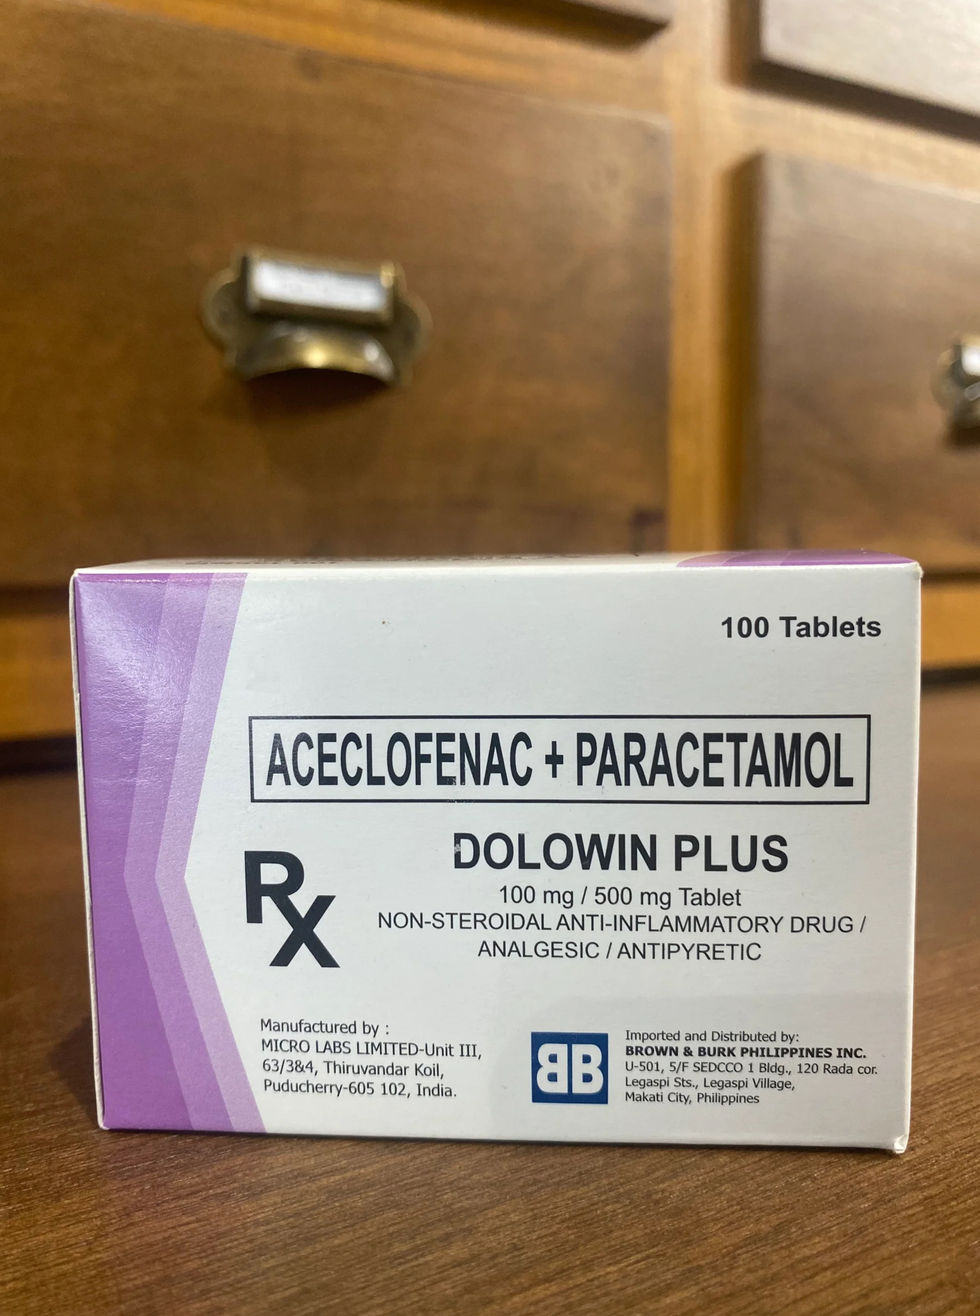 100 Tablets
ACECLOFENAC + PARACETAMOL
DOLOWIN PLUS
Rx
100 mg / 500 mg Tablet
NON-STEROIDAL ANTI-INFLAMMATORY DRUG /
ANALGESIC / ANTIPYRETIC
Manufactured by :
MICRO LABS LIMITED-Unit III,
63/3&4, Thiruvandar Koil,
Puducherry-605 102, India.
BB
Imported and Distributed by:
BROWN & BURK PHILIPPINES INC.
U-501, 5/F SEDCCO 1 Bldg., 120 Rada cor.
Legaspi Sts., Legaspi Village,
Makati City, Philippines